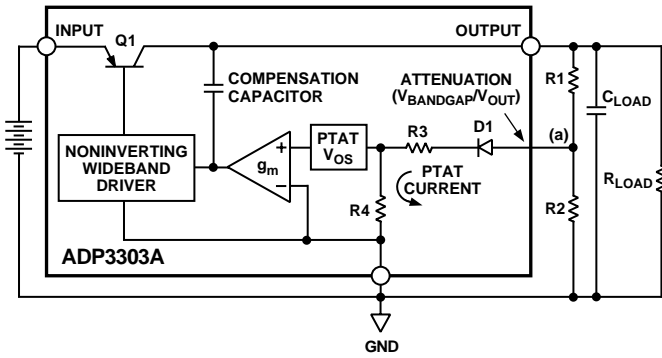 INPUT
Q1
OUTPUT
COMPENSATION
CAPACITOR
ATTENUATION
(VBANDGAP/VOUT)
R1
CLOAD
RLOAD
NONINVERTING
WIDEBAND
DRIVER
gm
+
−
PTAT
VOS
R3
D1
(a)
PTAT
CURRENT
R4
R2
ADP3303A
GND